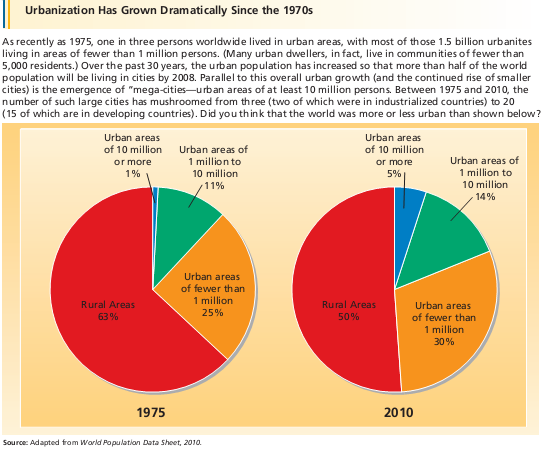 Urbanization Has Grown Dramatically Since the 1970s
As recently as 1975, one in three persons worldwide lived in urban areas, with most of those 1.5 billion urbanites
living in areas of fewer than 1 million persons. (Many urban dwellers, in fact, live in communities of fewer than
5,000 residents.) Over the past 30 years, the urban population has increased so that more than half of the world
population will be living in cities by 2008. Parallel to this overall urban growth (and the continued rise of smaller
cities) is the emergence of "mega-cities—urban areas of at least 10 million persons. Between 1975 and 2010, the
number of such large cities has mushroomed from three (two of which were in industrialized countries) to 20
(15 of which are in developing countries). Did you think that the world was more or less urban than shown below?
Urban areas
of 10 million
or more
1%
Urban areas of
1 million to
10 million
11%
Urban areas
of fewer than
1 million
25%
Rural Areas
63%
1975
Urban areas
of 10 million
or more
5%
Urban areas of
1 million to
10 million
14%
Urban areas
of fewer than
1 million
30%
Rural Areas
50%
2010
Source: Adapted from World Population Data Sheet, 2010.